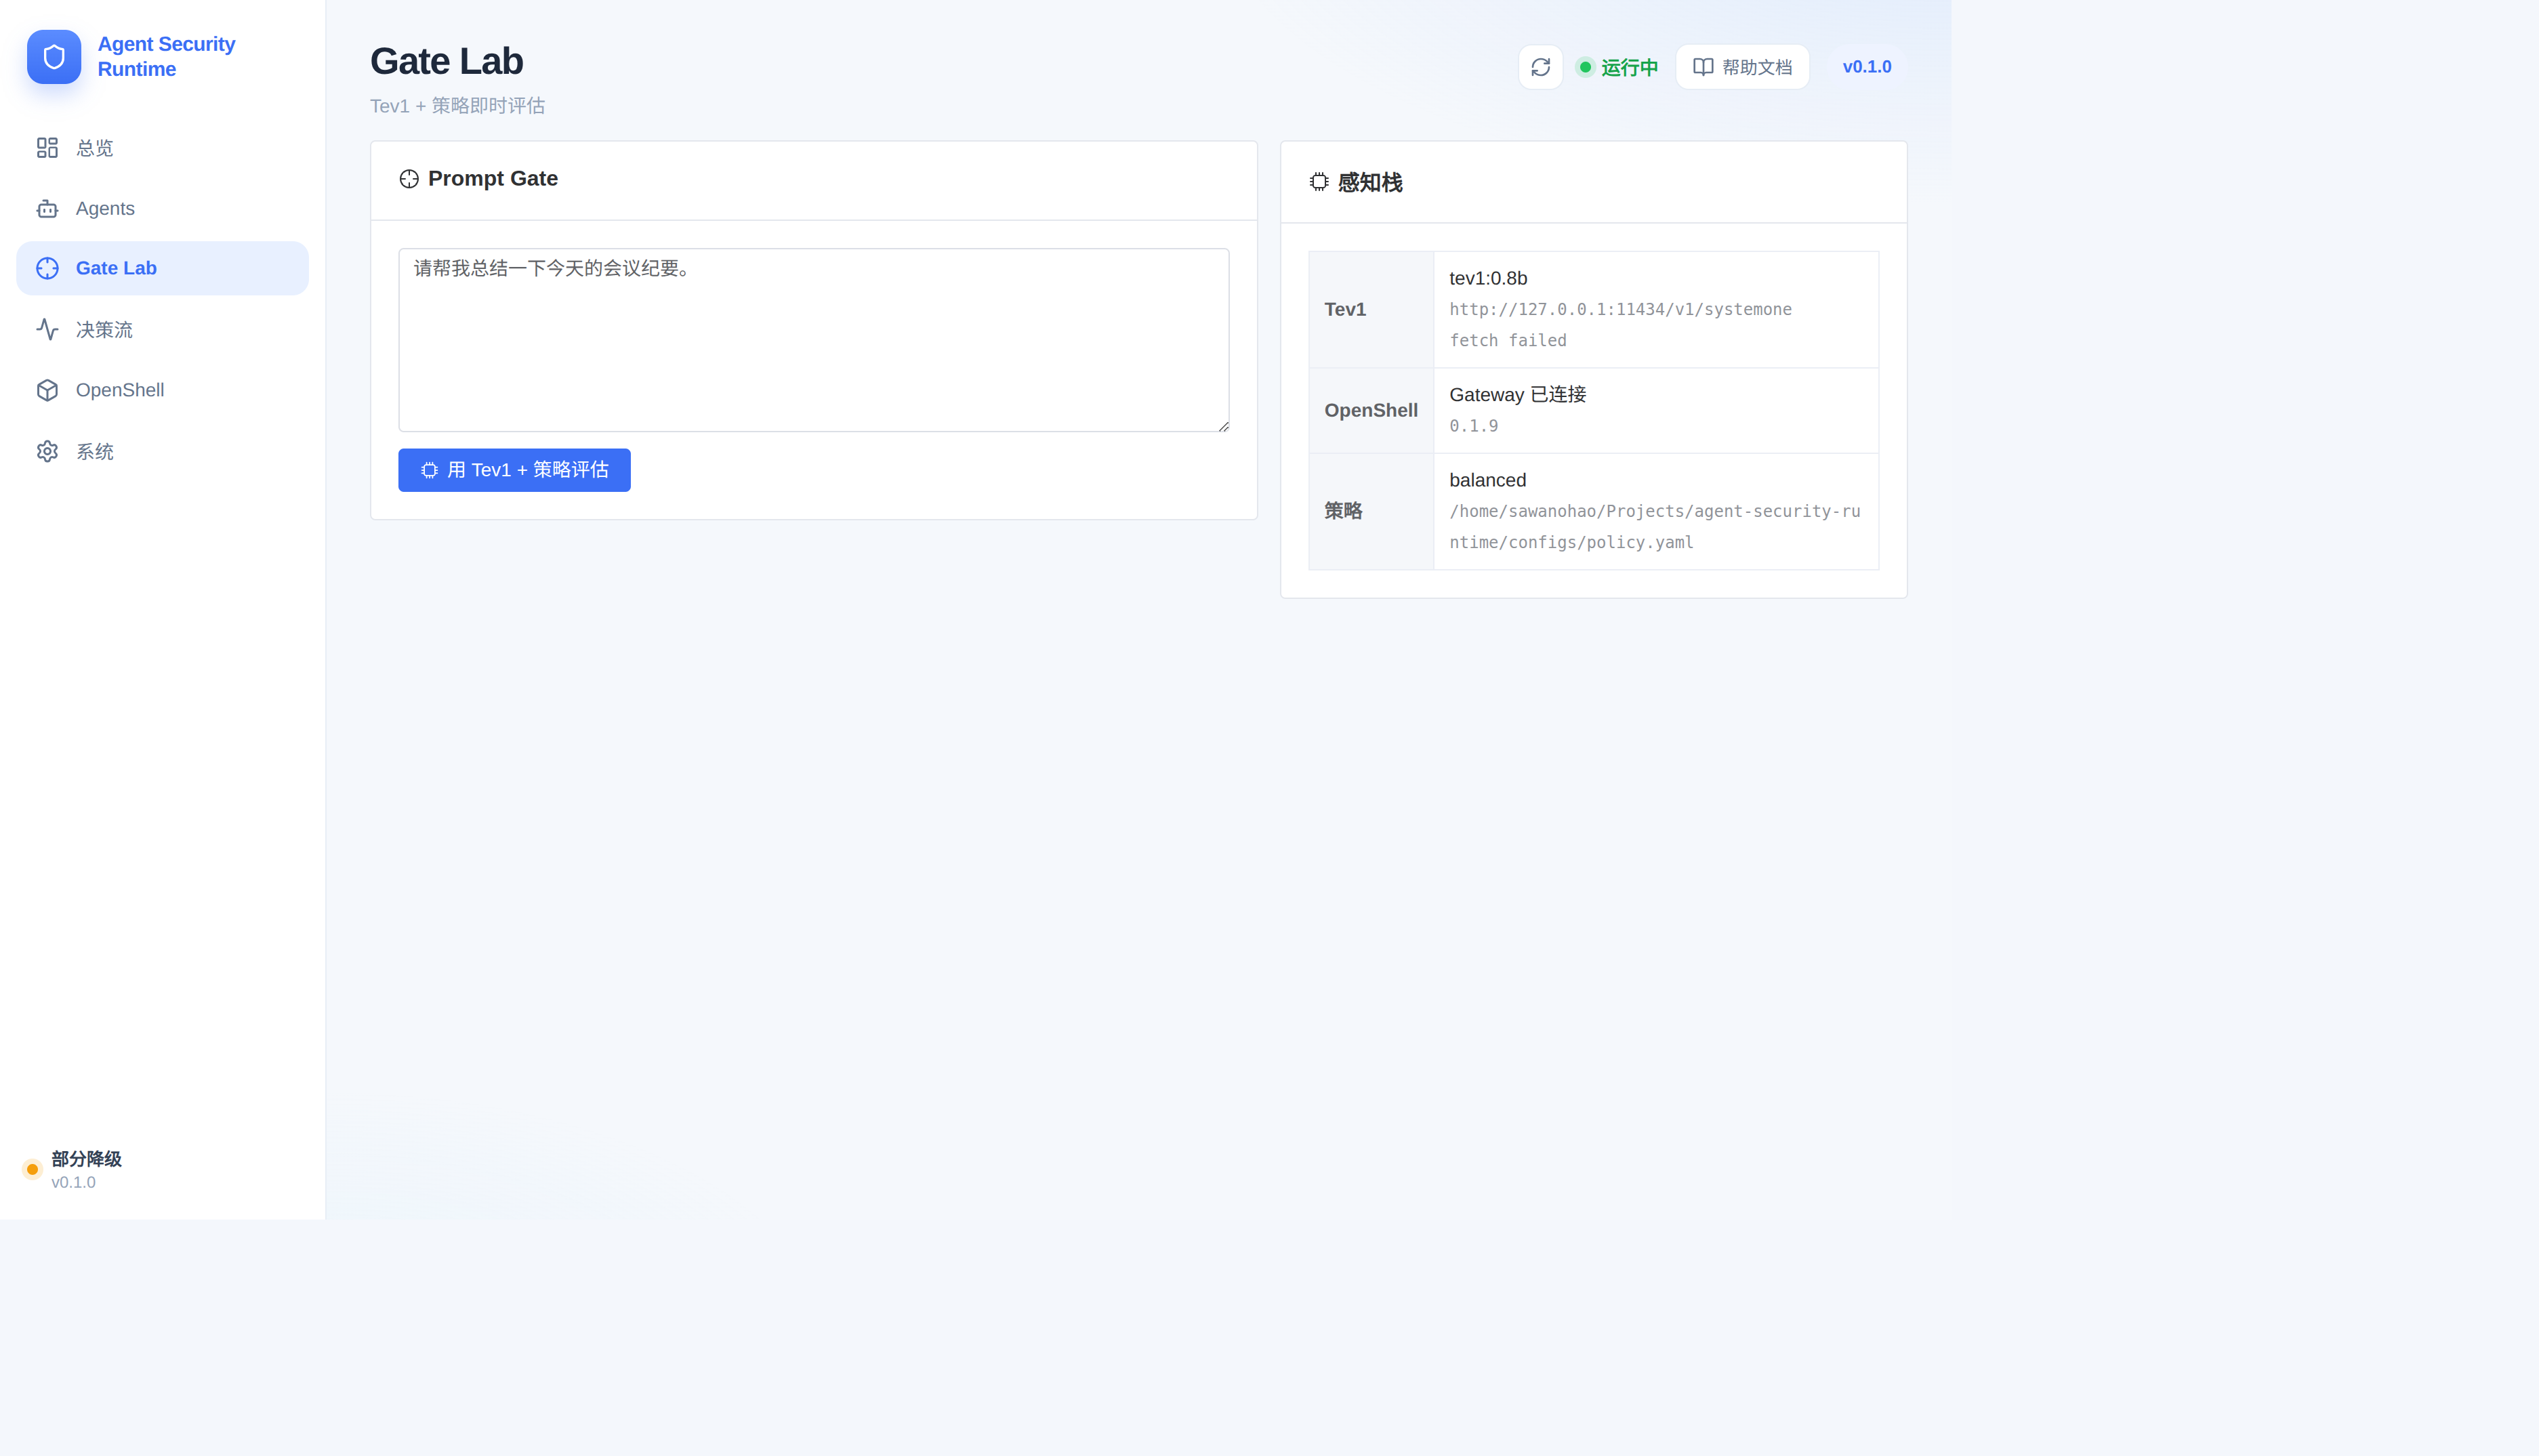 Agent Security
Runtime
总览
Agents
Gate Lab
决策流
OpenShell
系统
部分降级
v0.1.0
Gate Lab
Tev1 + 策略即时评估
运行中
帮助文档
v0.1.0
Prompt Gate
请帮我总结一下今天的会议纪要。
用 Tev1 + 策略评估
感知栈
Tev1
tev1:0.8b
http://127.0.0.1:11434/v1/systemone
fetch failed
OpenShell
Gateway 已连接
0.1.9
策略
balanced
/home/sawanohao/Projects/agent-security-ru
ntime/configs/policy.yaml